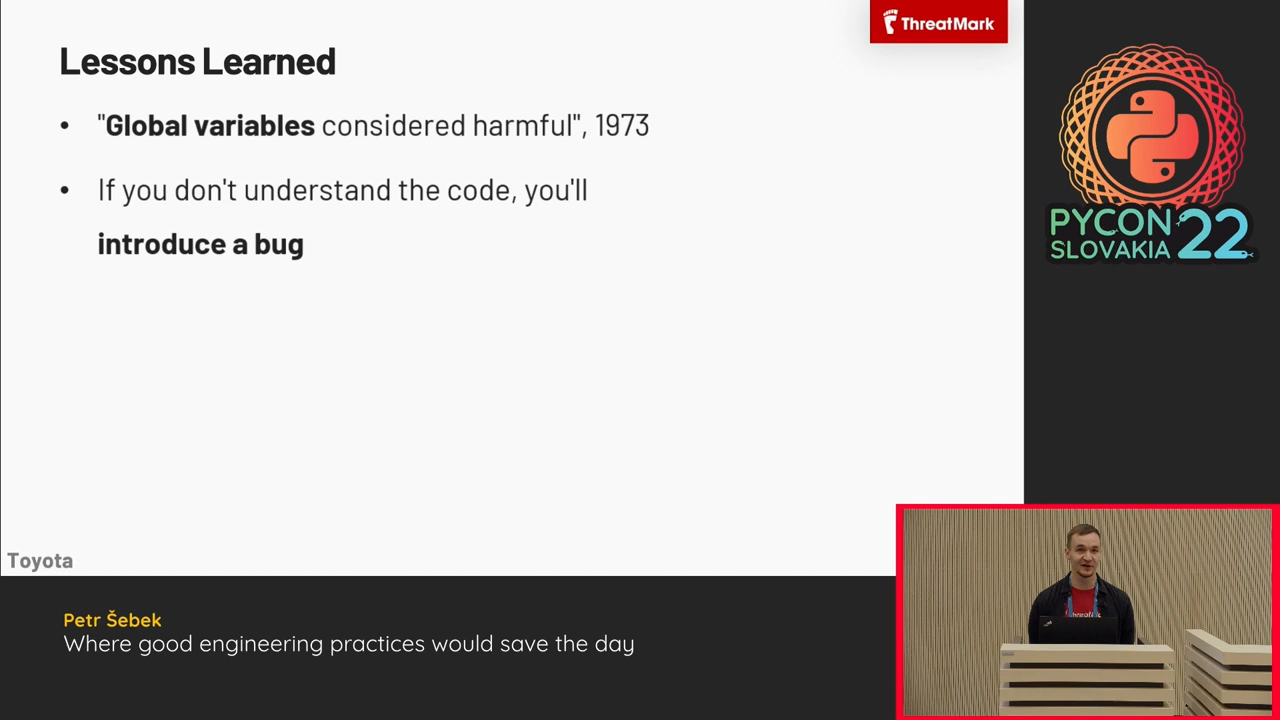 ThreatMark
Lessons Learned
• "Global variables considered harmful", 1973
• If you don't understand the code, you'll
introduce a bug
Toyota
PYCON
SLOVAKIA 22
Petr Šebek
Where good engineering practices would save the day